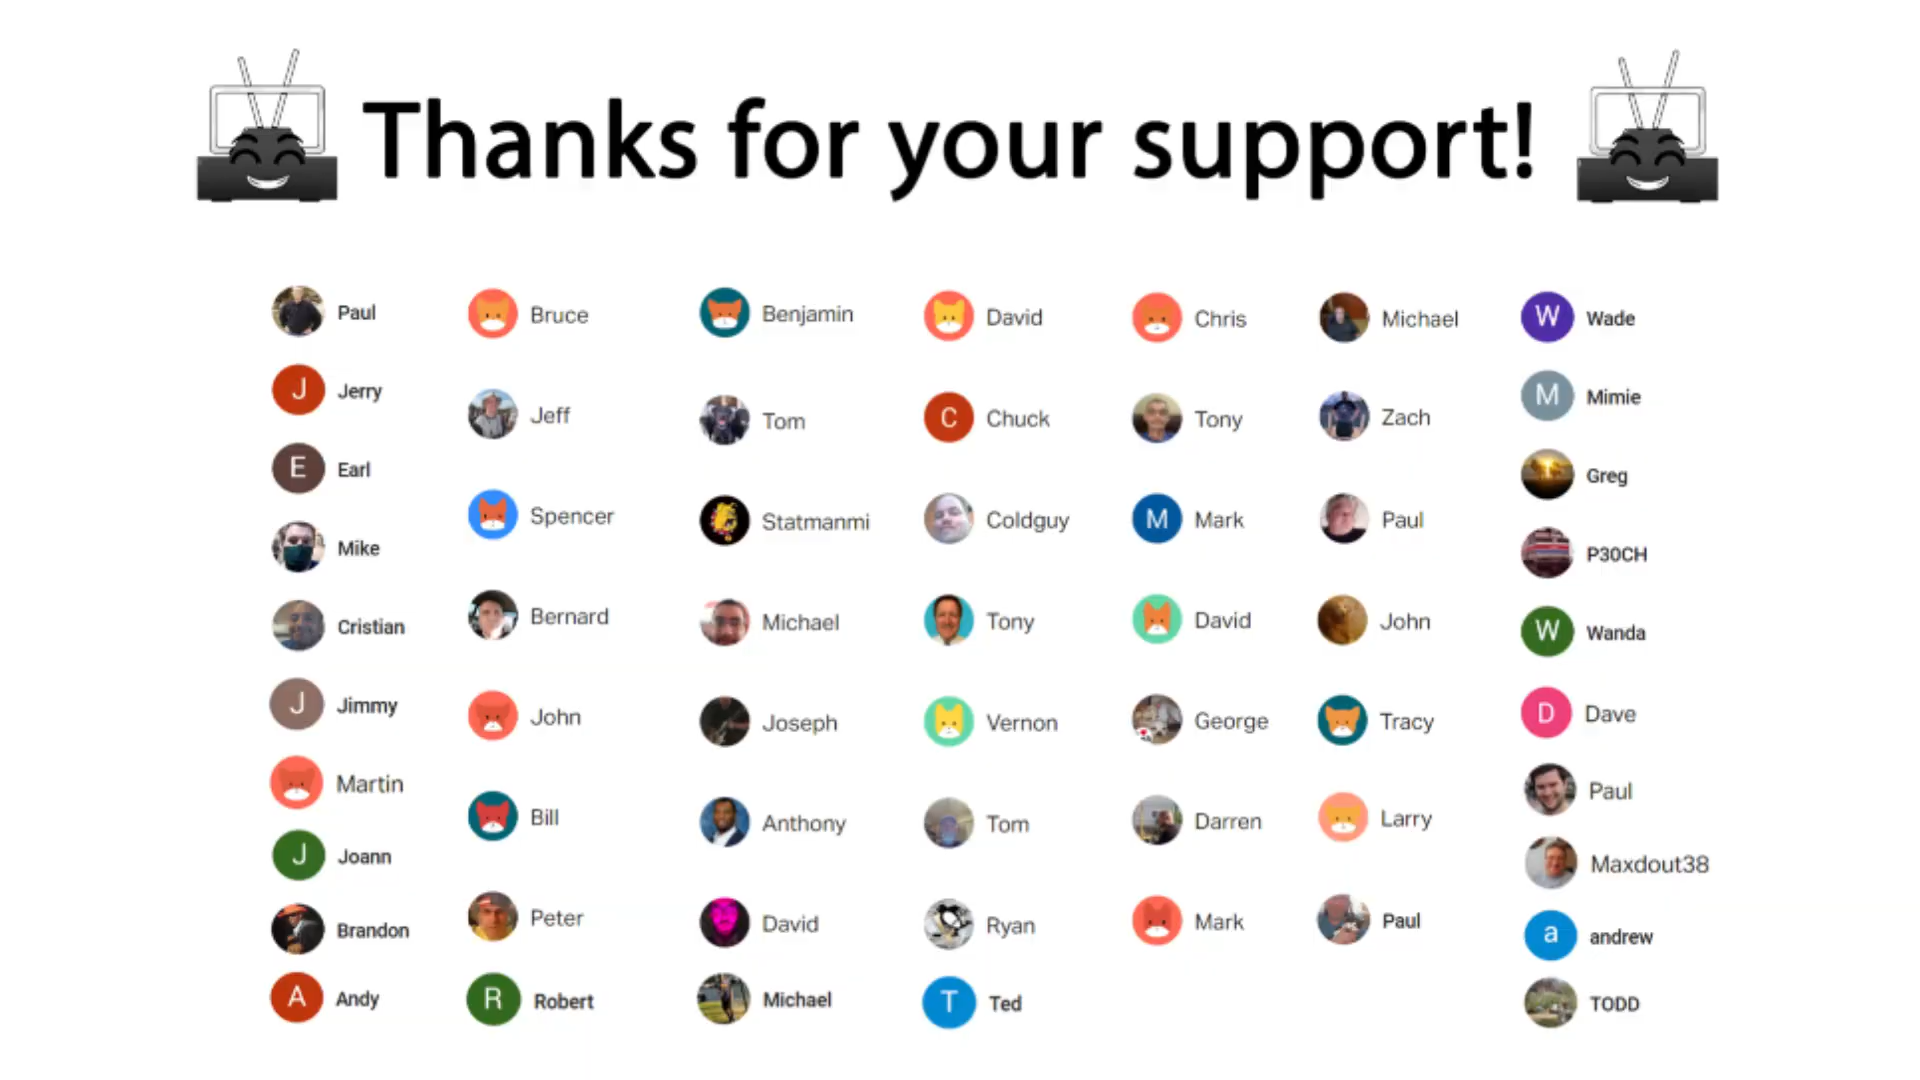 Thanks for your support!
Paul Bruce Benjamin David Chris Michael W Wade
J Jerry Jeff Tom C Chuck Tony Zach M Mimie
E Earl Spencer Statmanmi Coldguy M Mark Paul Greg
Mike Bernard Michael Tony David John P30CH
Cristian John Joseph Vernon George Tracy W Wanda
J Jimmy Bill Anthony Tom Darren Larry D Dave
Martin Peter David Ryan Mark Paul Paul
J Joann R Robert Michael T Ted Maxdout38
Brandon a andrew
A Andy TODD